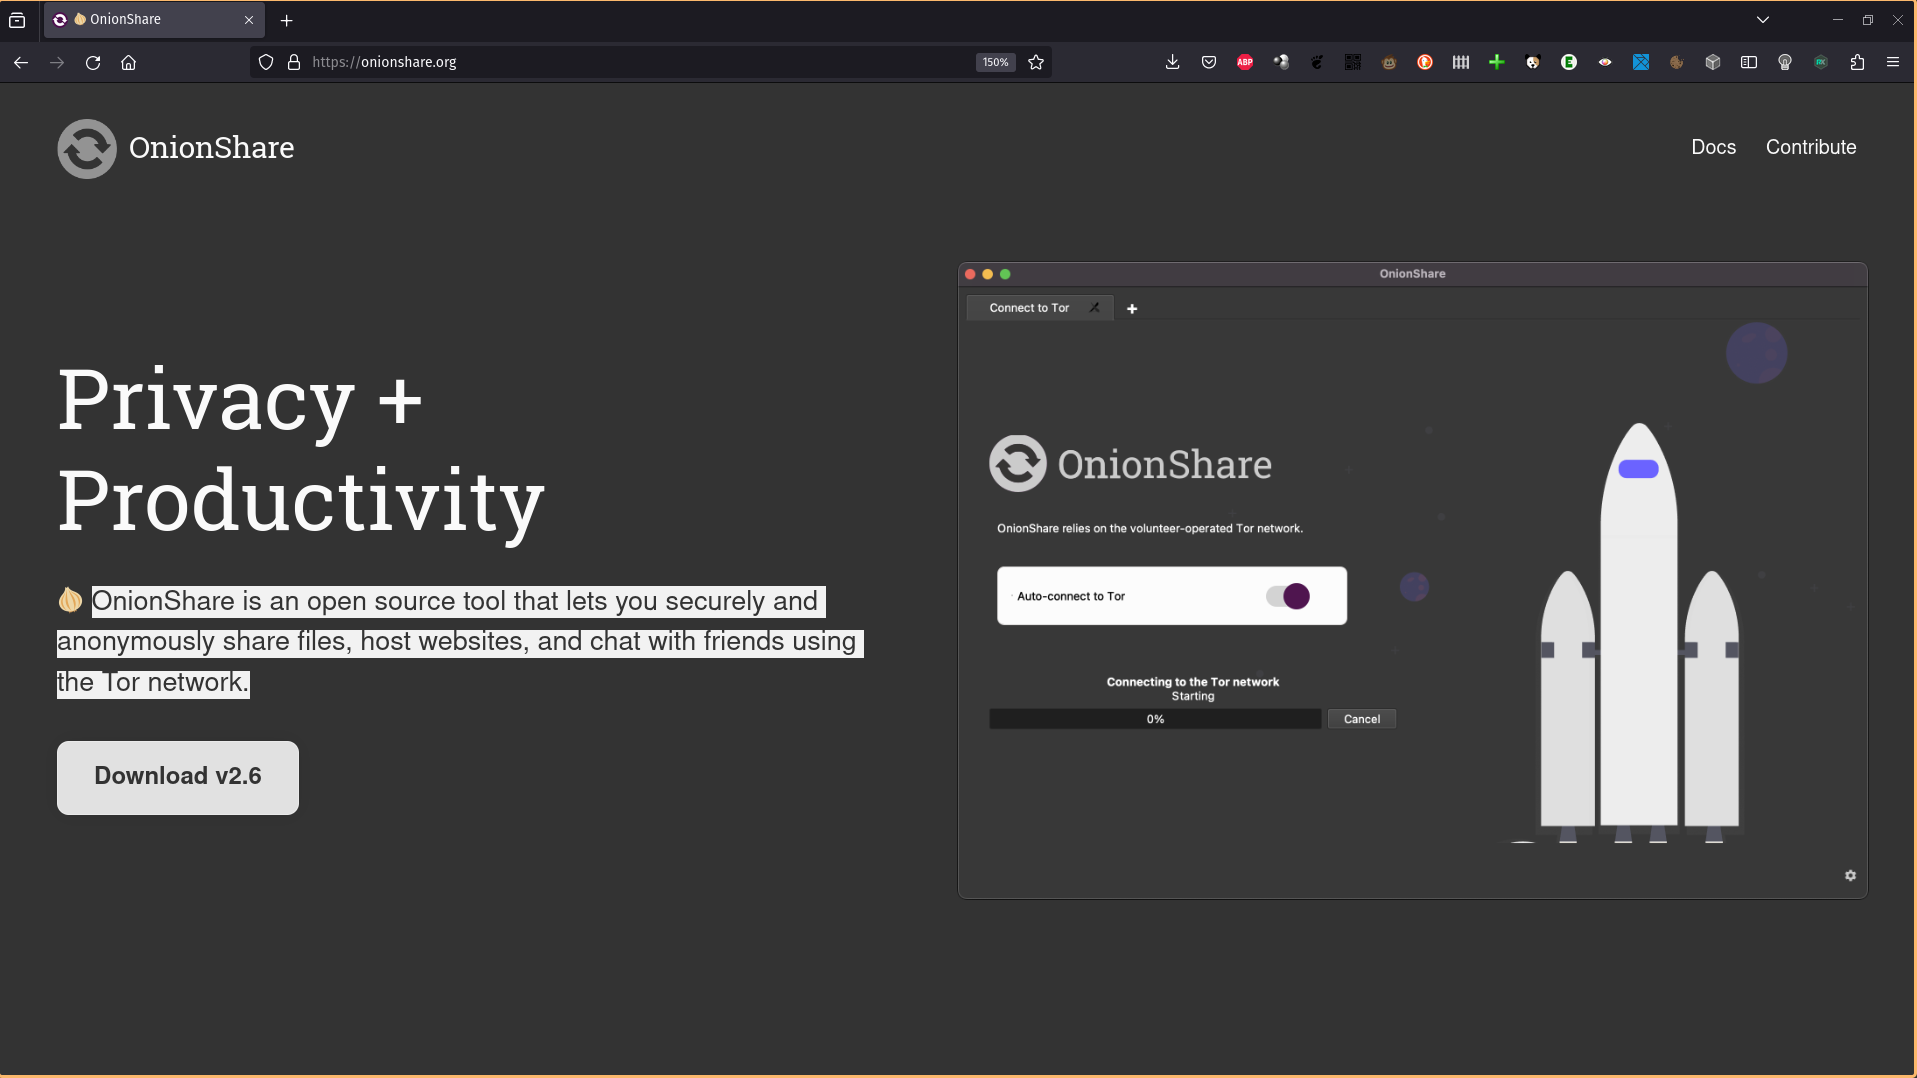 OnionShare
https://onionshare.org
150%
ABP
OnionShare
Docs
Contribute
Privacy +
Productivity
OnionShare is an open source tool that lets you securely and
anonymously share files, host websites, and chat with friends using
the Tor network.
Download v2.6
OnionShare
Connect to Tor
OnionShare
OnionShare relies on the volunteer-operated Tor network.
Auto-connect to Tor
Connecting to the Tor network
Starting
0%
Cancel